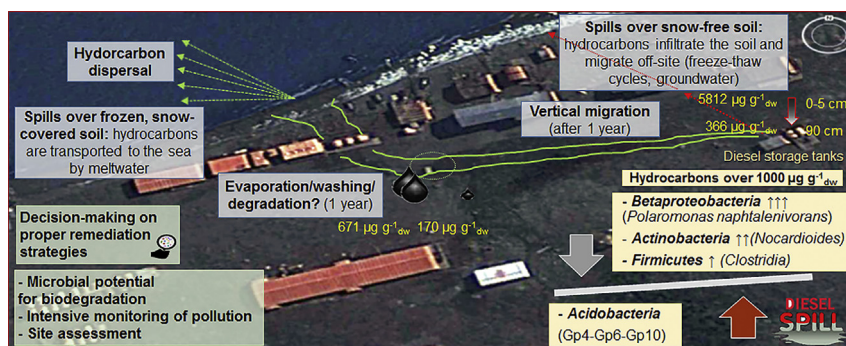 Hydorcarbon
dispersal
Spills over frozen, snow-
covered soil: hydrocarbons
are transported to the sea
by meltwater
Spills over snow-free soil:
hydrocarbons infiltrate the soil and
migrate off-site (freeze-thaw
cycles, groundwater)
Vertical migration
(after 1 year)
5812 µg g⁻¹dw
0-5 cm
366 µg g⁻¹dw
90 cm
Diesel storage tanks
Evaporation/washing/
degradation? (1 year)
671 µg g⁻¹dw 170 µg g⁻¹dw
Hydrocarbons over 1000 µg g⁻¹dw
- Betaproteobacteria ↑↑↑
(Polaromonas naphtalenivorans)
- Actinobacteria ↑↑(Nocardioides)
- Firmicutes ↑ (Clostridia)
Decision-making on
proper remediation
strategies
- Microbial potential
for biodegradation
- Intensive monitoring of pollution
- Site assessment
- Acidobacteria
(Gp4-Gp6-Gp10)
DIESEL
SPILL